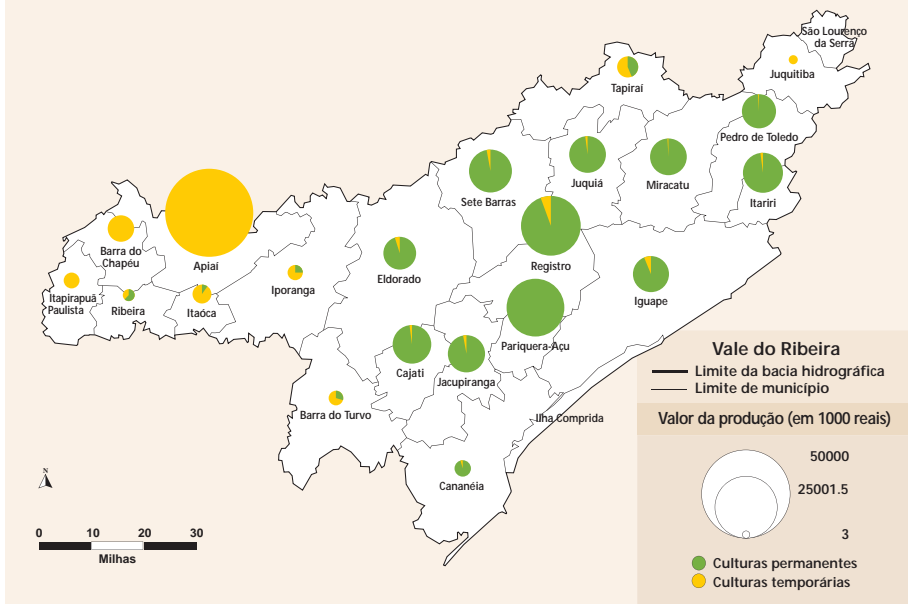 São Lourenço
da Serra
Juquitiba
Tapiraí
Pedro de Toledo
Juquiá
Miracatu
Itariri
Sete Barras
Barra do
Chapéu
Apiaí
Iporanga
Eldorado
Registro
Iguape
Itapirapuã
Paulista
Ribeira
Itaóca
Pariquera-Açu
Cajati
Jacupiranga
Barra do Turvo
Ilha Comprida
Cananéia
N
0 10 20 30
Milhas
Vale do Ribeira
Limite da bacia hidrográfica
Limite de município
Valor da produção (em 1000 reais)
50000
25001.5
3
Culturas permanentes
Culturas temporárias